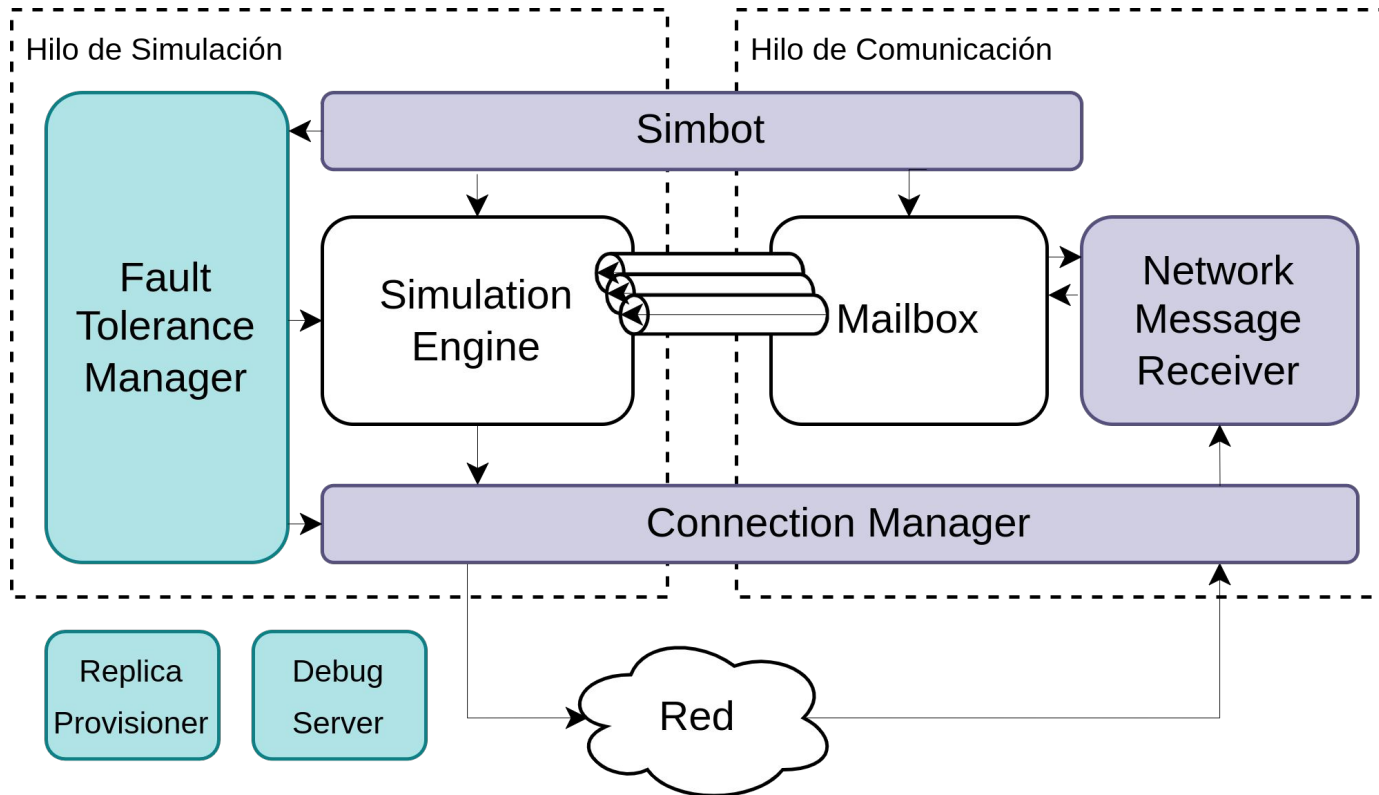 Hilo de Simulación
Hilo de Comunicación
Simbot
Fault
Tolerance
Manager
Simulation
Engine
Mailbox
Network
Message
Receiver
Connection Manager
Replica
Provisioner
Debug
Server
Red